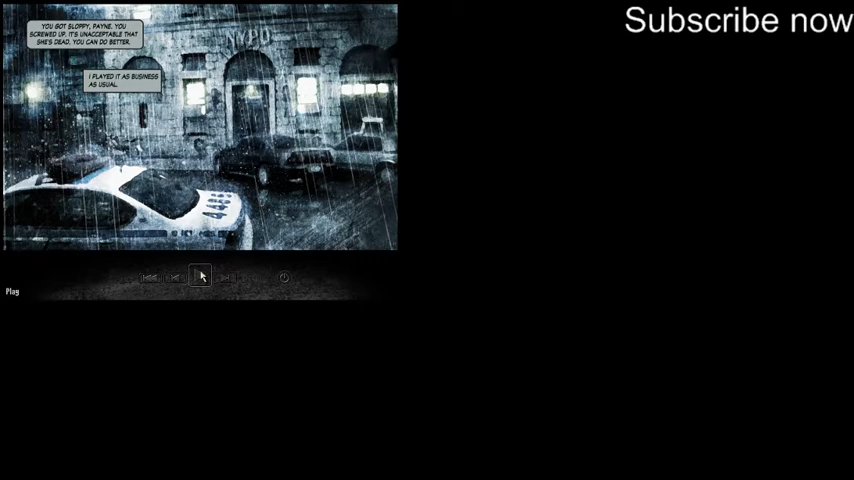 Subscribe now
YOU GOT SLOPPY, PAYNE. YOU
SCREWED UP. IT'S UNACCEPTABLE THAT
SHE'S DEAD. YOU CAN DO BETTER.
NYPD
I PLAYED IT AS BUSINESS
AS USUAL.
4486
Play